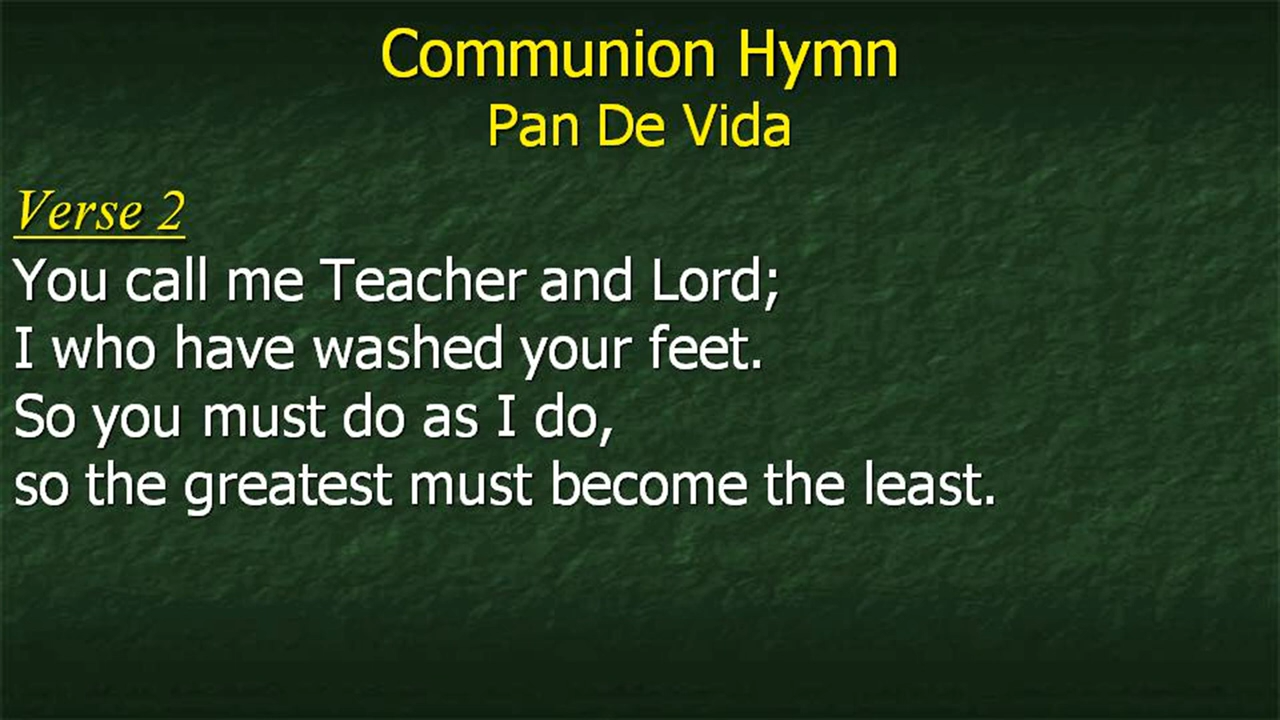 Communion Hymn
Pan De Vida
Verse 2
You call me Teacher and Lord;
I who have washed your feet.
So you must do as I do,
so the greatest must become the least.